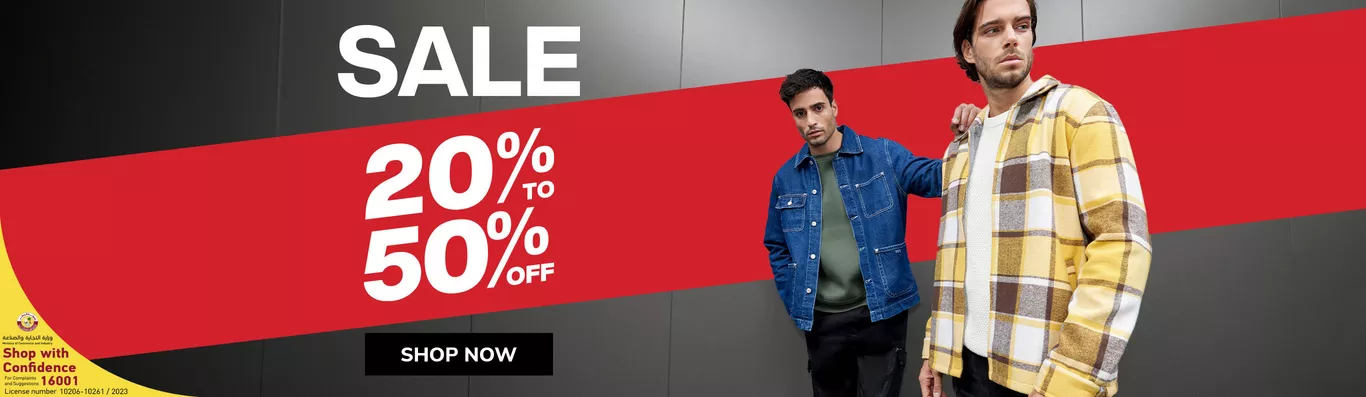 SALE
20%
TO
50%
OFF
SHOP NOW
وزارة التجارة والصناعة
Ministry of Commerce and Industry
Shop with
Confidence
For Complaints
and Suggestions 16001
License number 10206-10261 / 2023